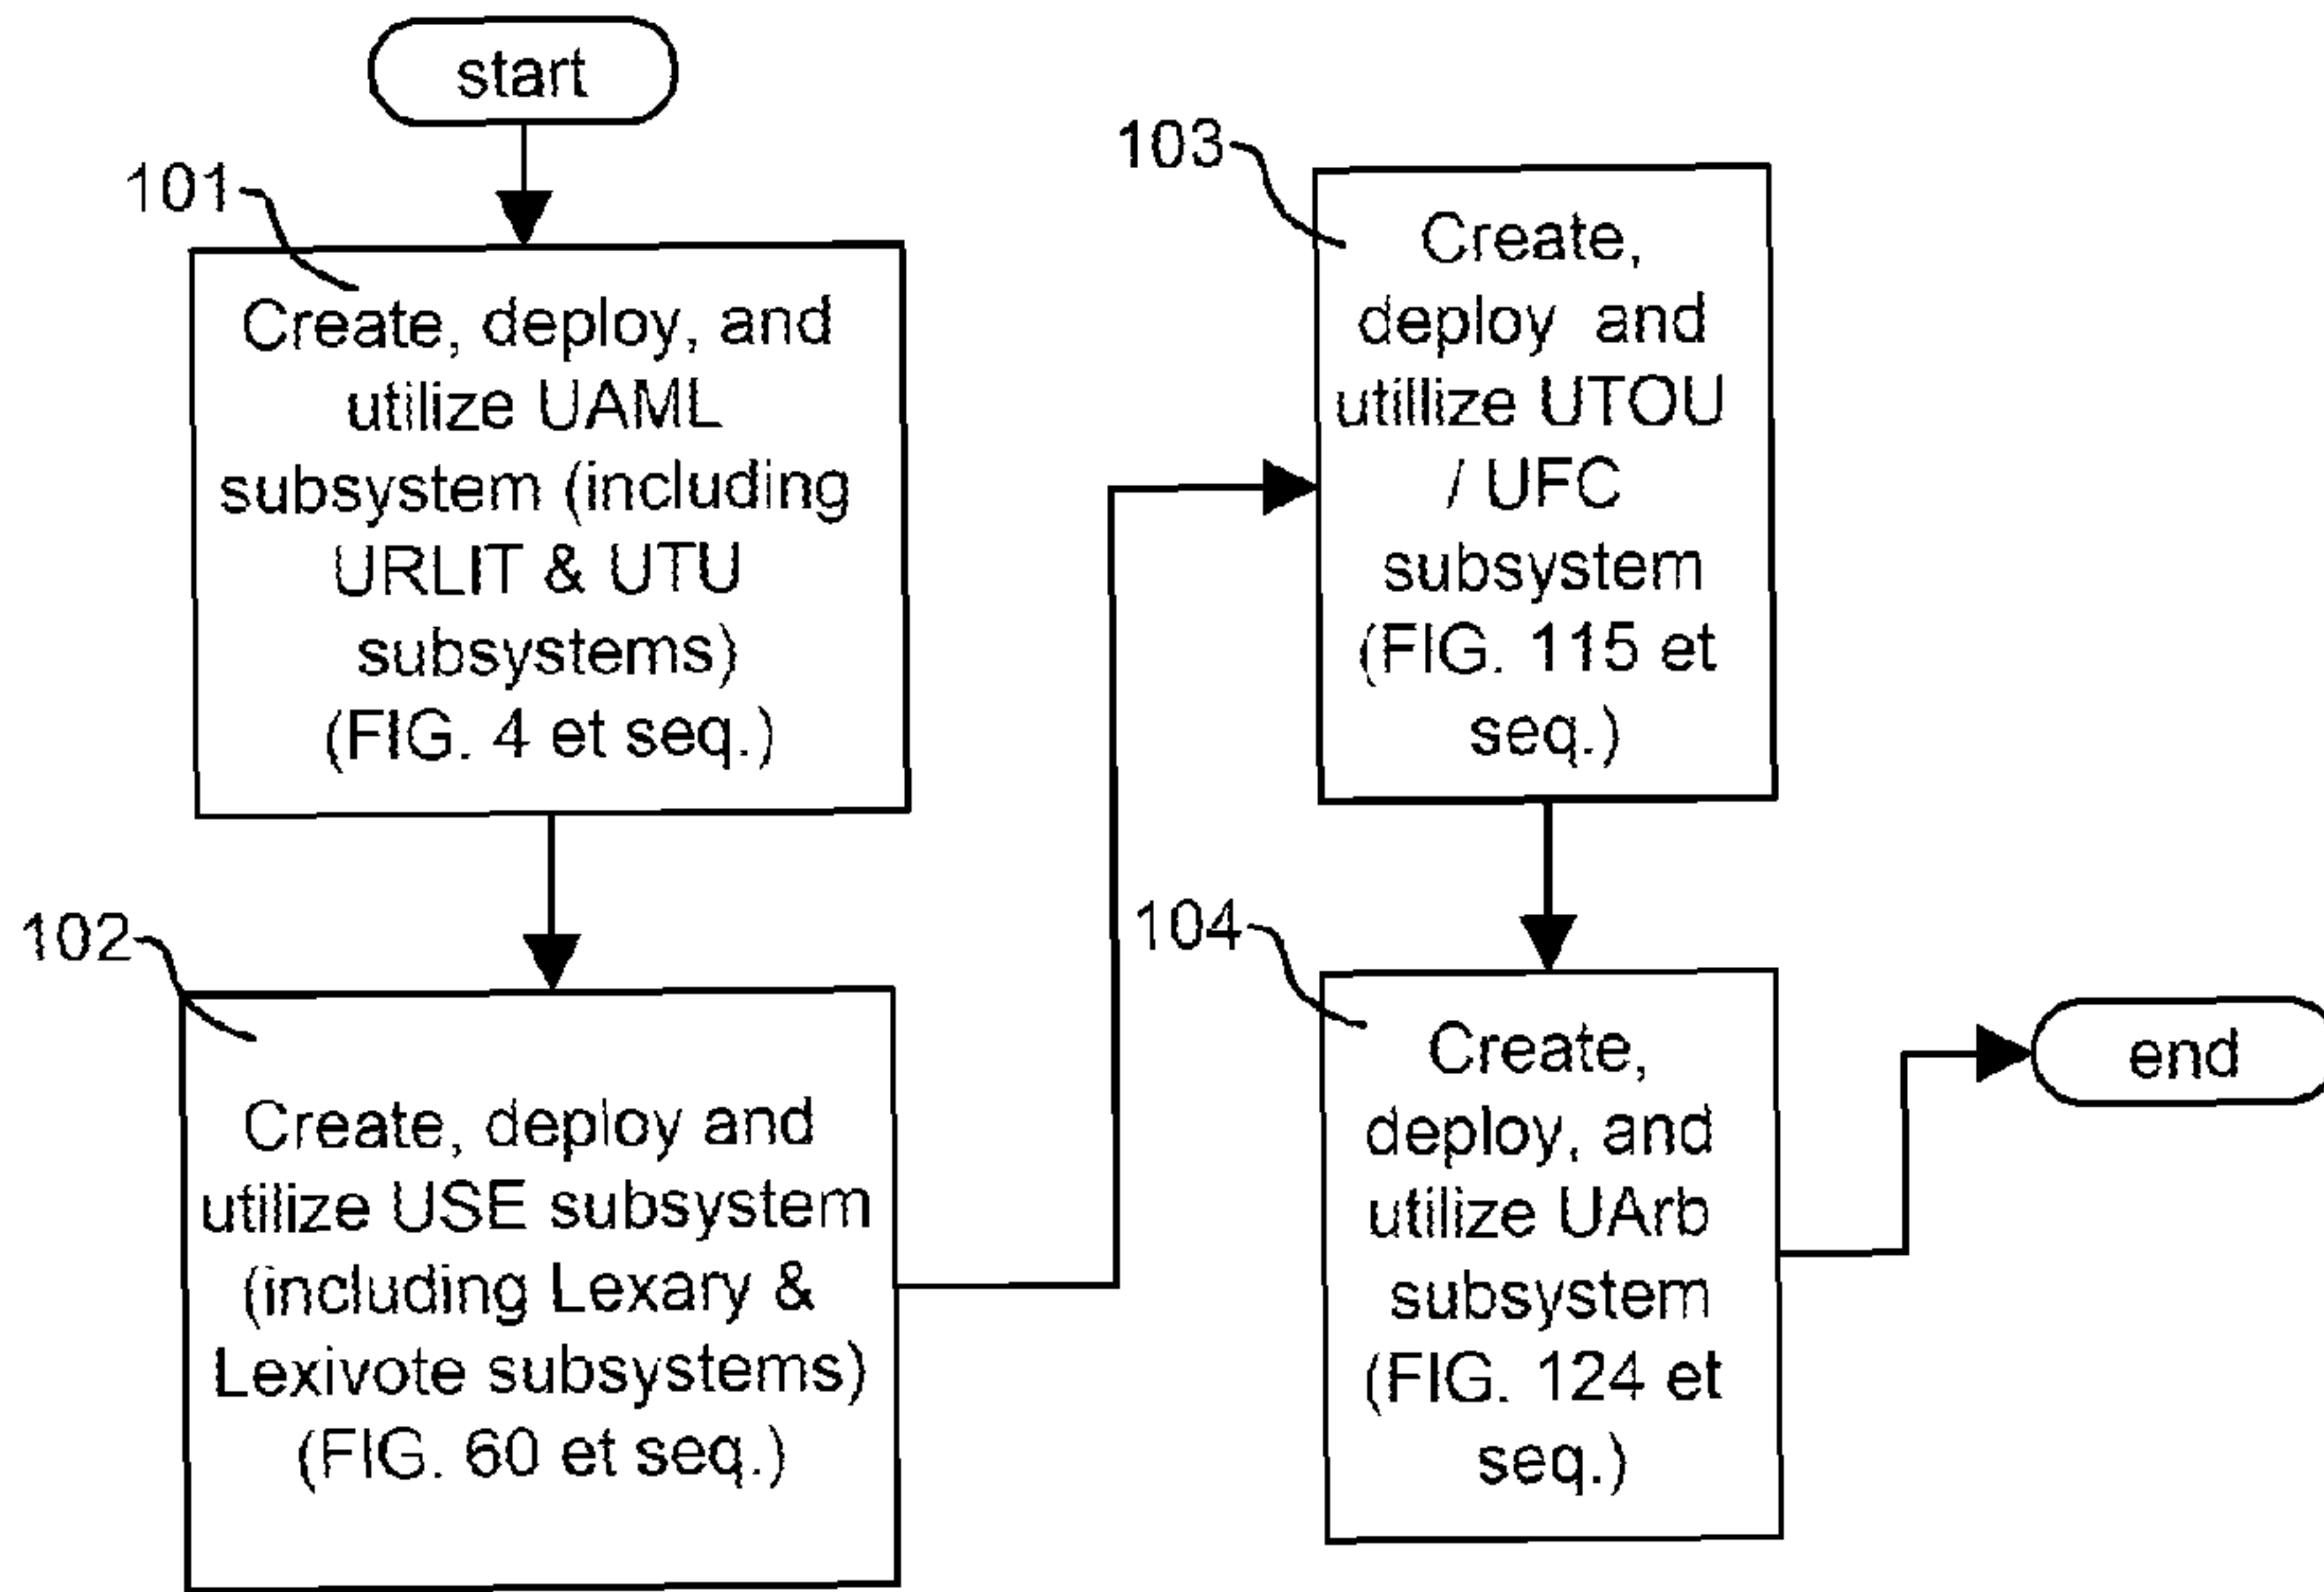 start
101
Create, deploy, and
utilize UAML
subsystem (including
URLIT & UTU
subsystems)
(FIG. 4 et seq.)
102
Create, deploy and
utilize USE subsystem
(including Lexary &
Lexivote subsystems)
(FIG. 60 et seq.)
103
Create,
deploy and
utillize UTOU
/ UFC
subsystem
(FIG. 115 et
seq.)
104
Create,
deploy, and
utilize UArb
subsystem
(FIG. 124 et
seq.)
end